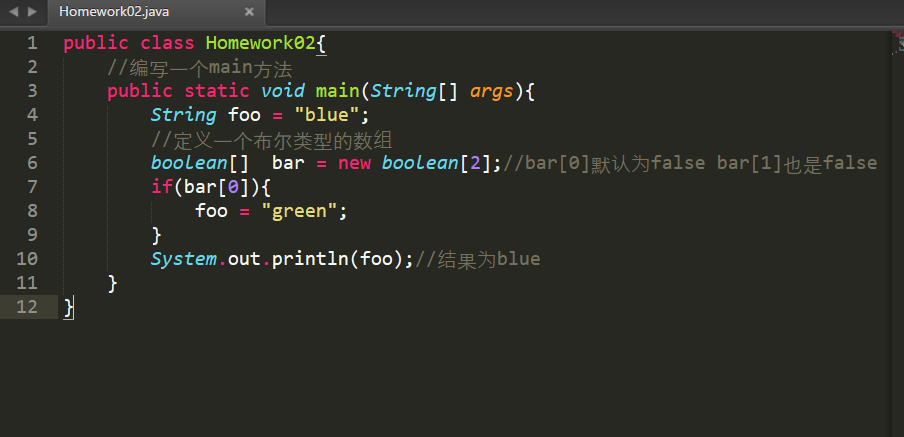 Homework02.java
1 public class Homework02{
2 //编写一个main方法
3 public static void main(String[] args){
4 String foo = "blue";
5 //定义一个布尔类型的数组
6 boolean[]  bar = new boolean[2];//bar[0]默认为false bar[1]也是false
7 if(bar[0]){
8 foo = "green";
9 }
10 System.out.println(foo);//结果为blue
11 }
12 }